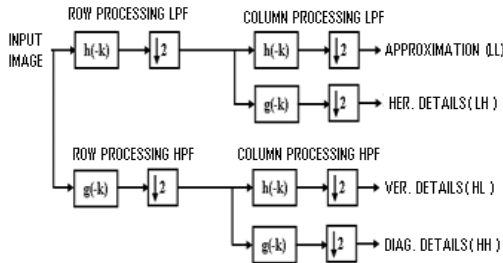 ROW PROCESSING LPF
COLUMN PROCESSING LPF
INPUT
IMAGE
h(-k)
↓2
h(-k)
↓2
APPROXIMATION (LL)
g(-k)
↓2
HER. DETAILS( LH )
ROW PROCESSING HPF
COLUMN PROCESSING HPF
g(-k)
↓2
h(-k)
↓2
VER. DETAILS( HL )
g(-k)
↓2
DIAG. DETAILS( HH )